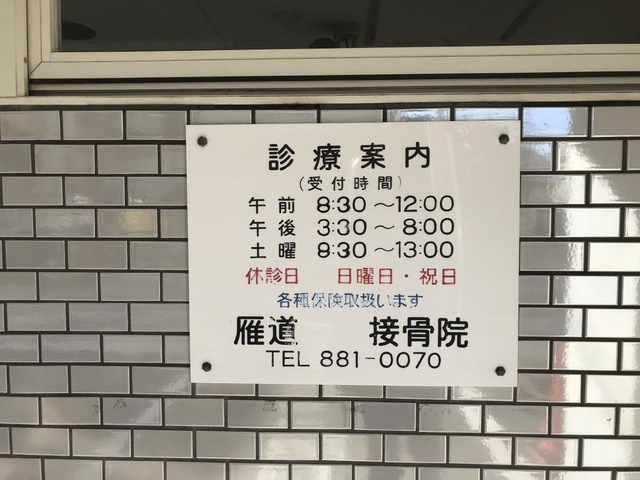 診療案内
(受付時間)
午前 8:30～12:00
午後 3:30～8:00
土曜 8:30～13:00
休診日 日曜日・祝日
各種保険取扱います
雁道 接骨院
TEL 881-0070